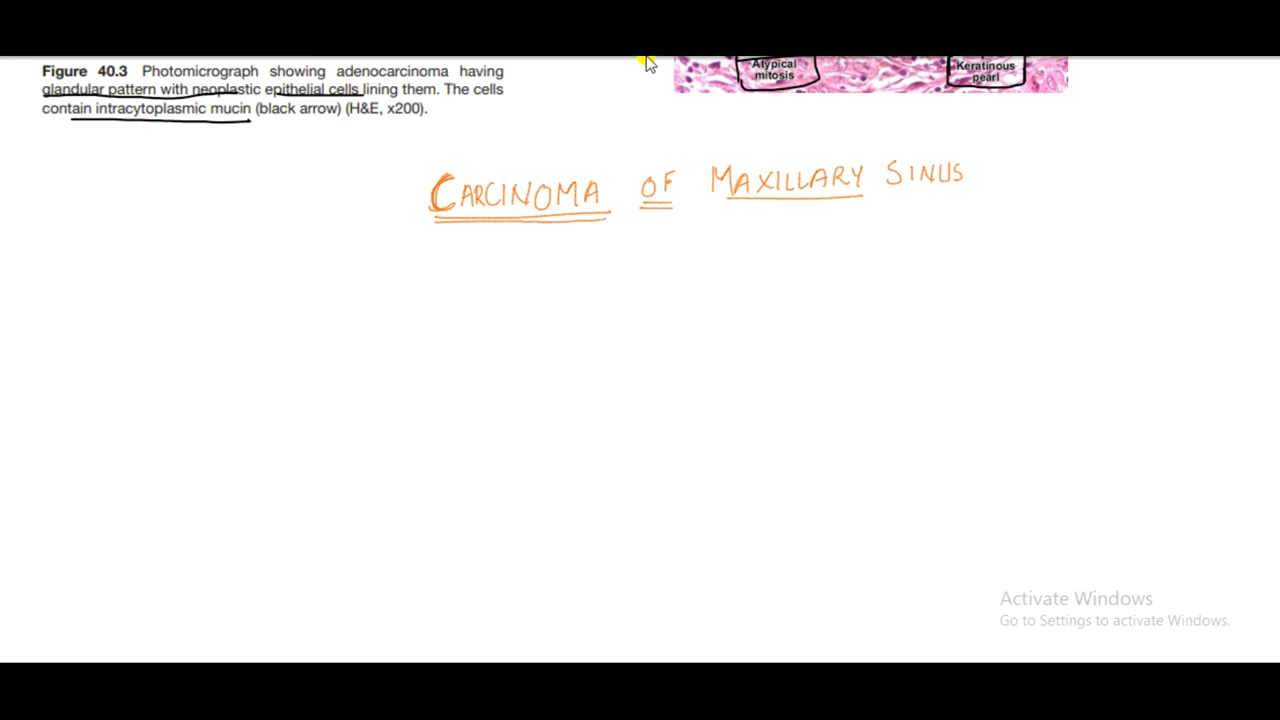 Figure 40.3 Photomicrograph showing adenocarcinoma having
glandular pattern with neoplastic epithelial cells lining them. The cells
contain intracytoplasmic mucin (black arrow) (H&E, x200).
Atypical
mitosis
Keratinous
pearl
CARCINOMA OF MAXILLARY SINUS
Activate Windows
Go to Settings to activate Windows.